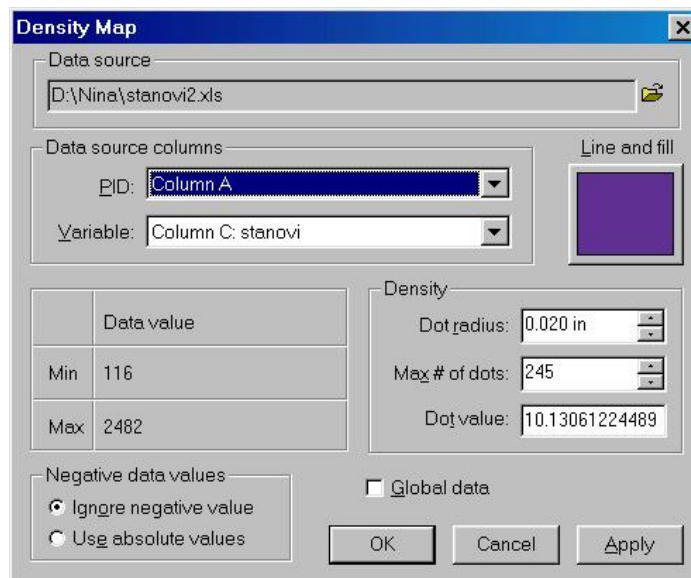 Density Map
Data source
D:\Nina\stanovi2.xls
Data source columns
Line and fill
PID: Column A
Variable: Column C: stanovi
Data value
Min 116
Max 2482
Density
Dot radius: 0.020 in
Max # of dots: 245
Dot value: 10.13061224489
Negative data values
Ignore negative value
Use absolute values
Global data
OK Cancel Apply